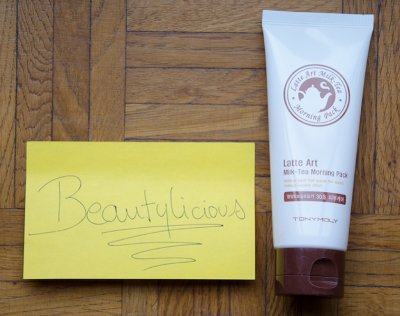 Beautylicious
Latte Art Milk-Tea
Morning Pack
Latte Art
Milk-Tea Morning Pack
TONYMOLY